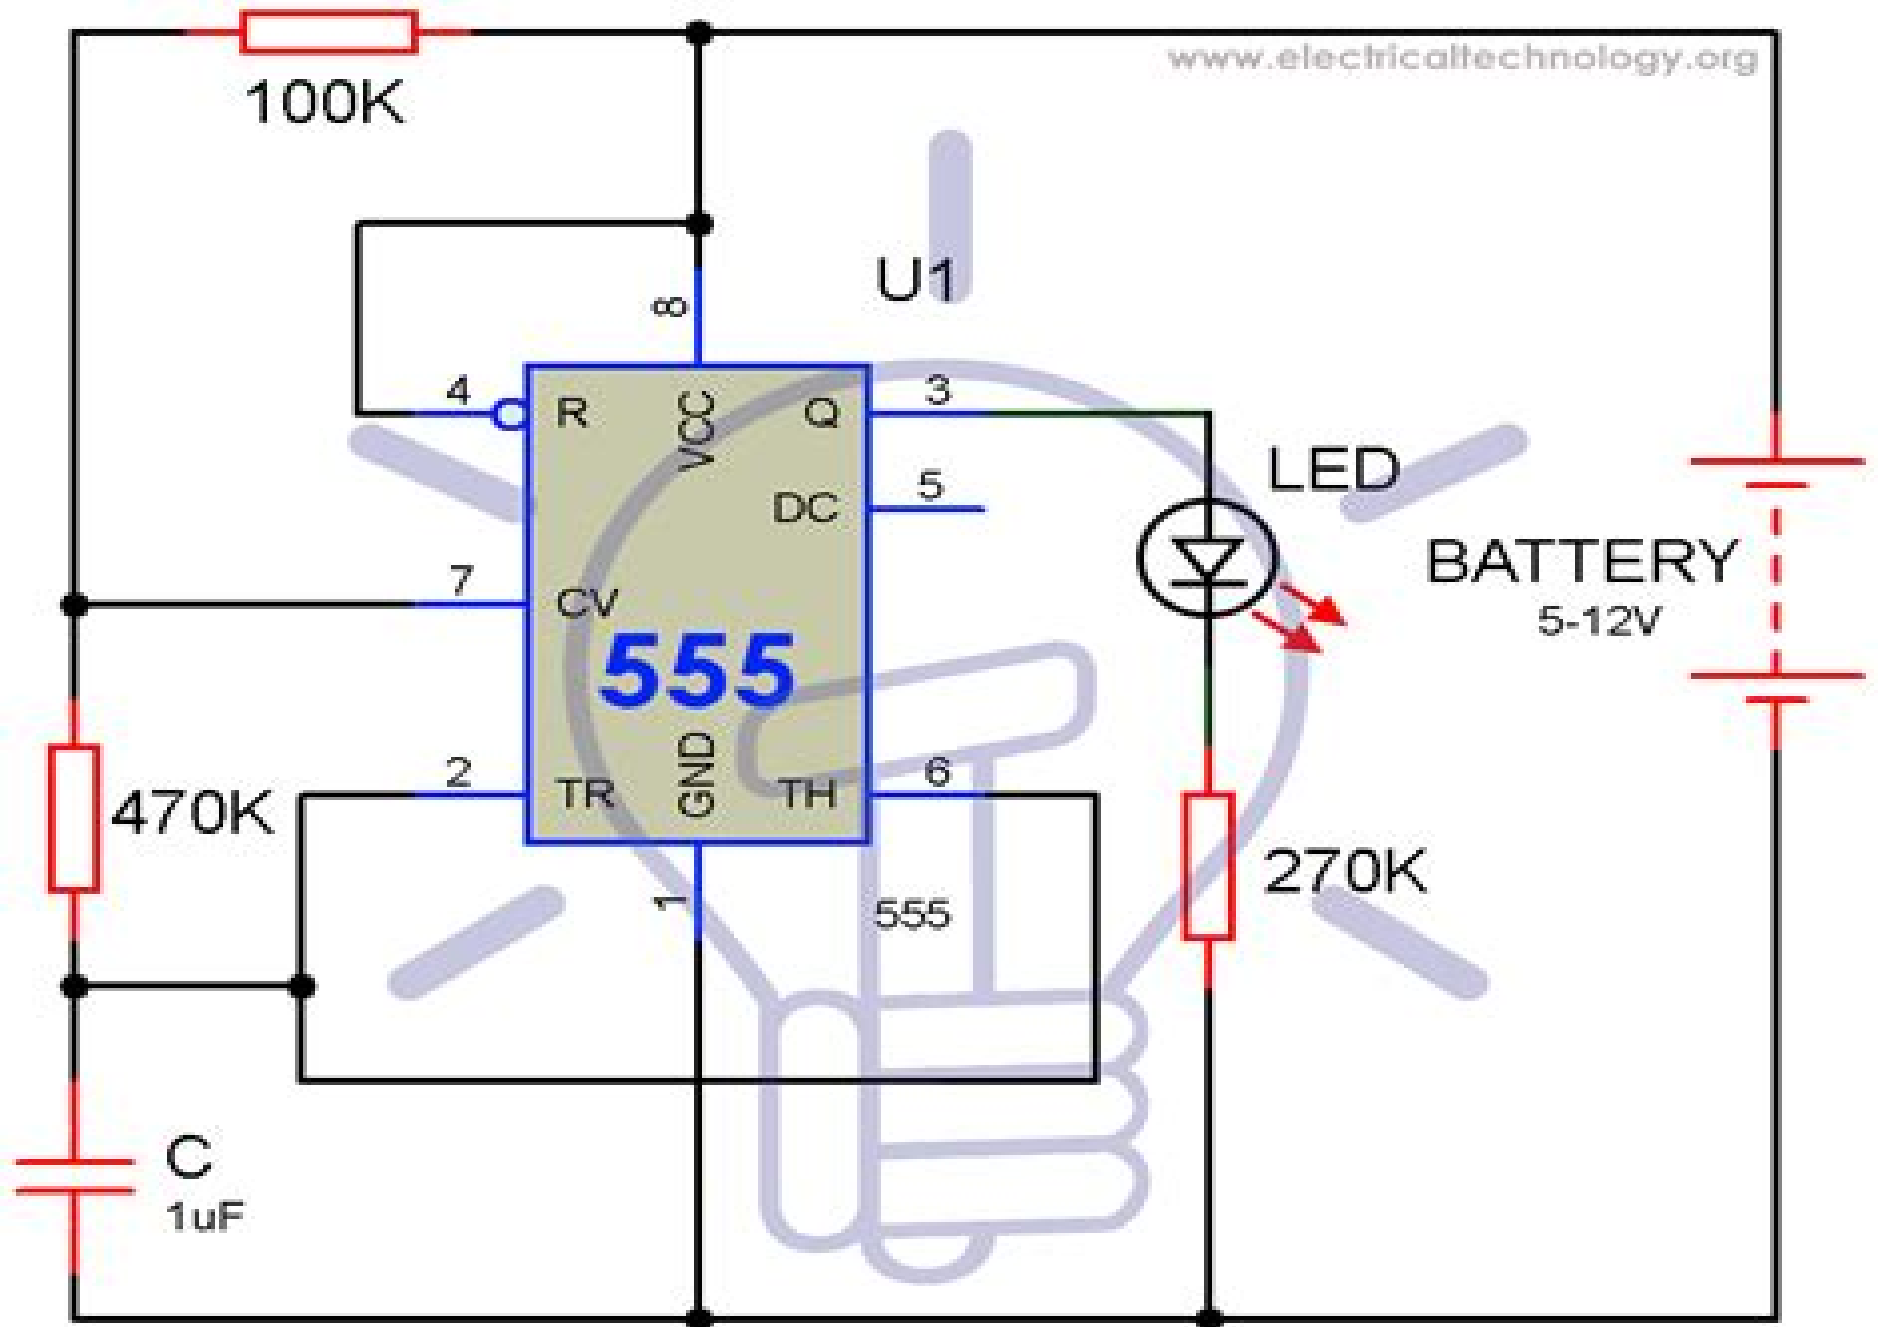 www.electricaltechnology.org
100K
U1
8
4
3
R
VCC
Q
LED
5
DC
BATTERY
5-12V
7
CV
555
2
6
TR
GND
TH
470K
270K
1
555
C
1uF